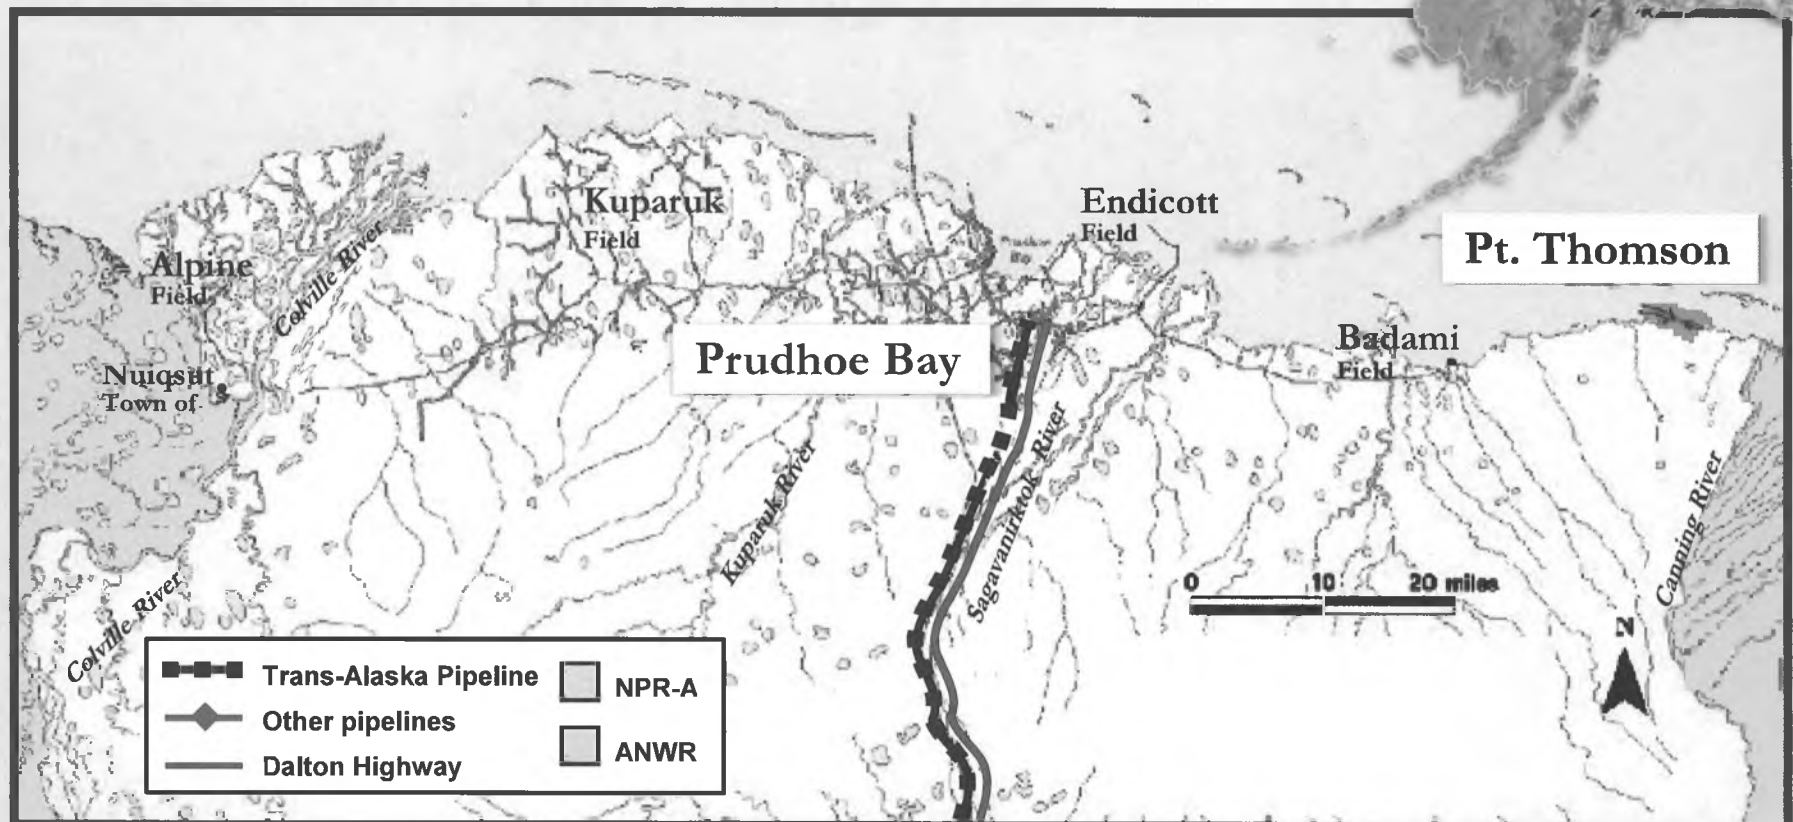 Kuparuk
Field
Endicott
Field
Pt. Thomson
Alpine
Field
Colville River
Prudhoe Bay
Badami
Field
Nuiqsut
Town of
Kuparuk River
Sagavanirktok River
Canning River
0 10 20 miles
Colville River
N
Trans-Alaska Pipeline
Other pipelines
Dalton Highway
NPR-A
ANWR